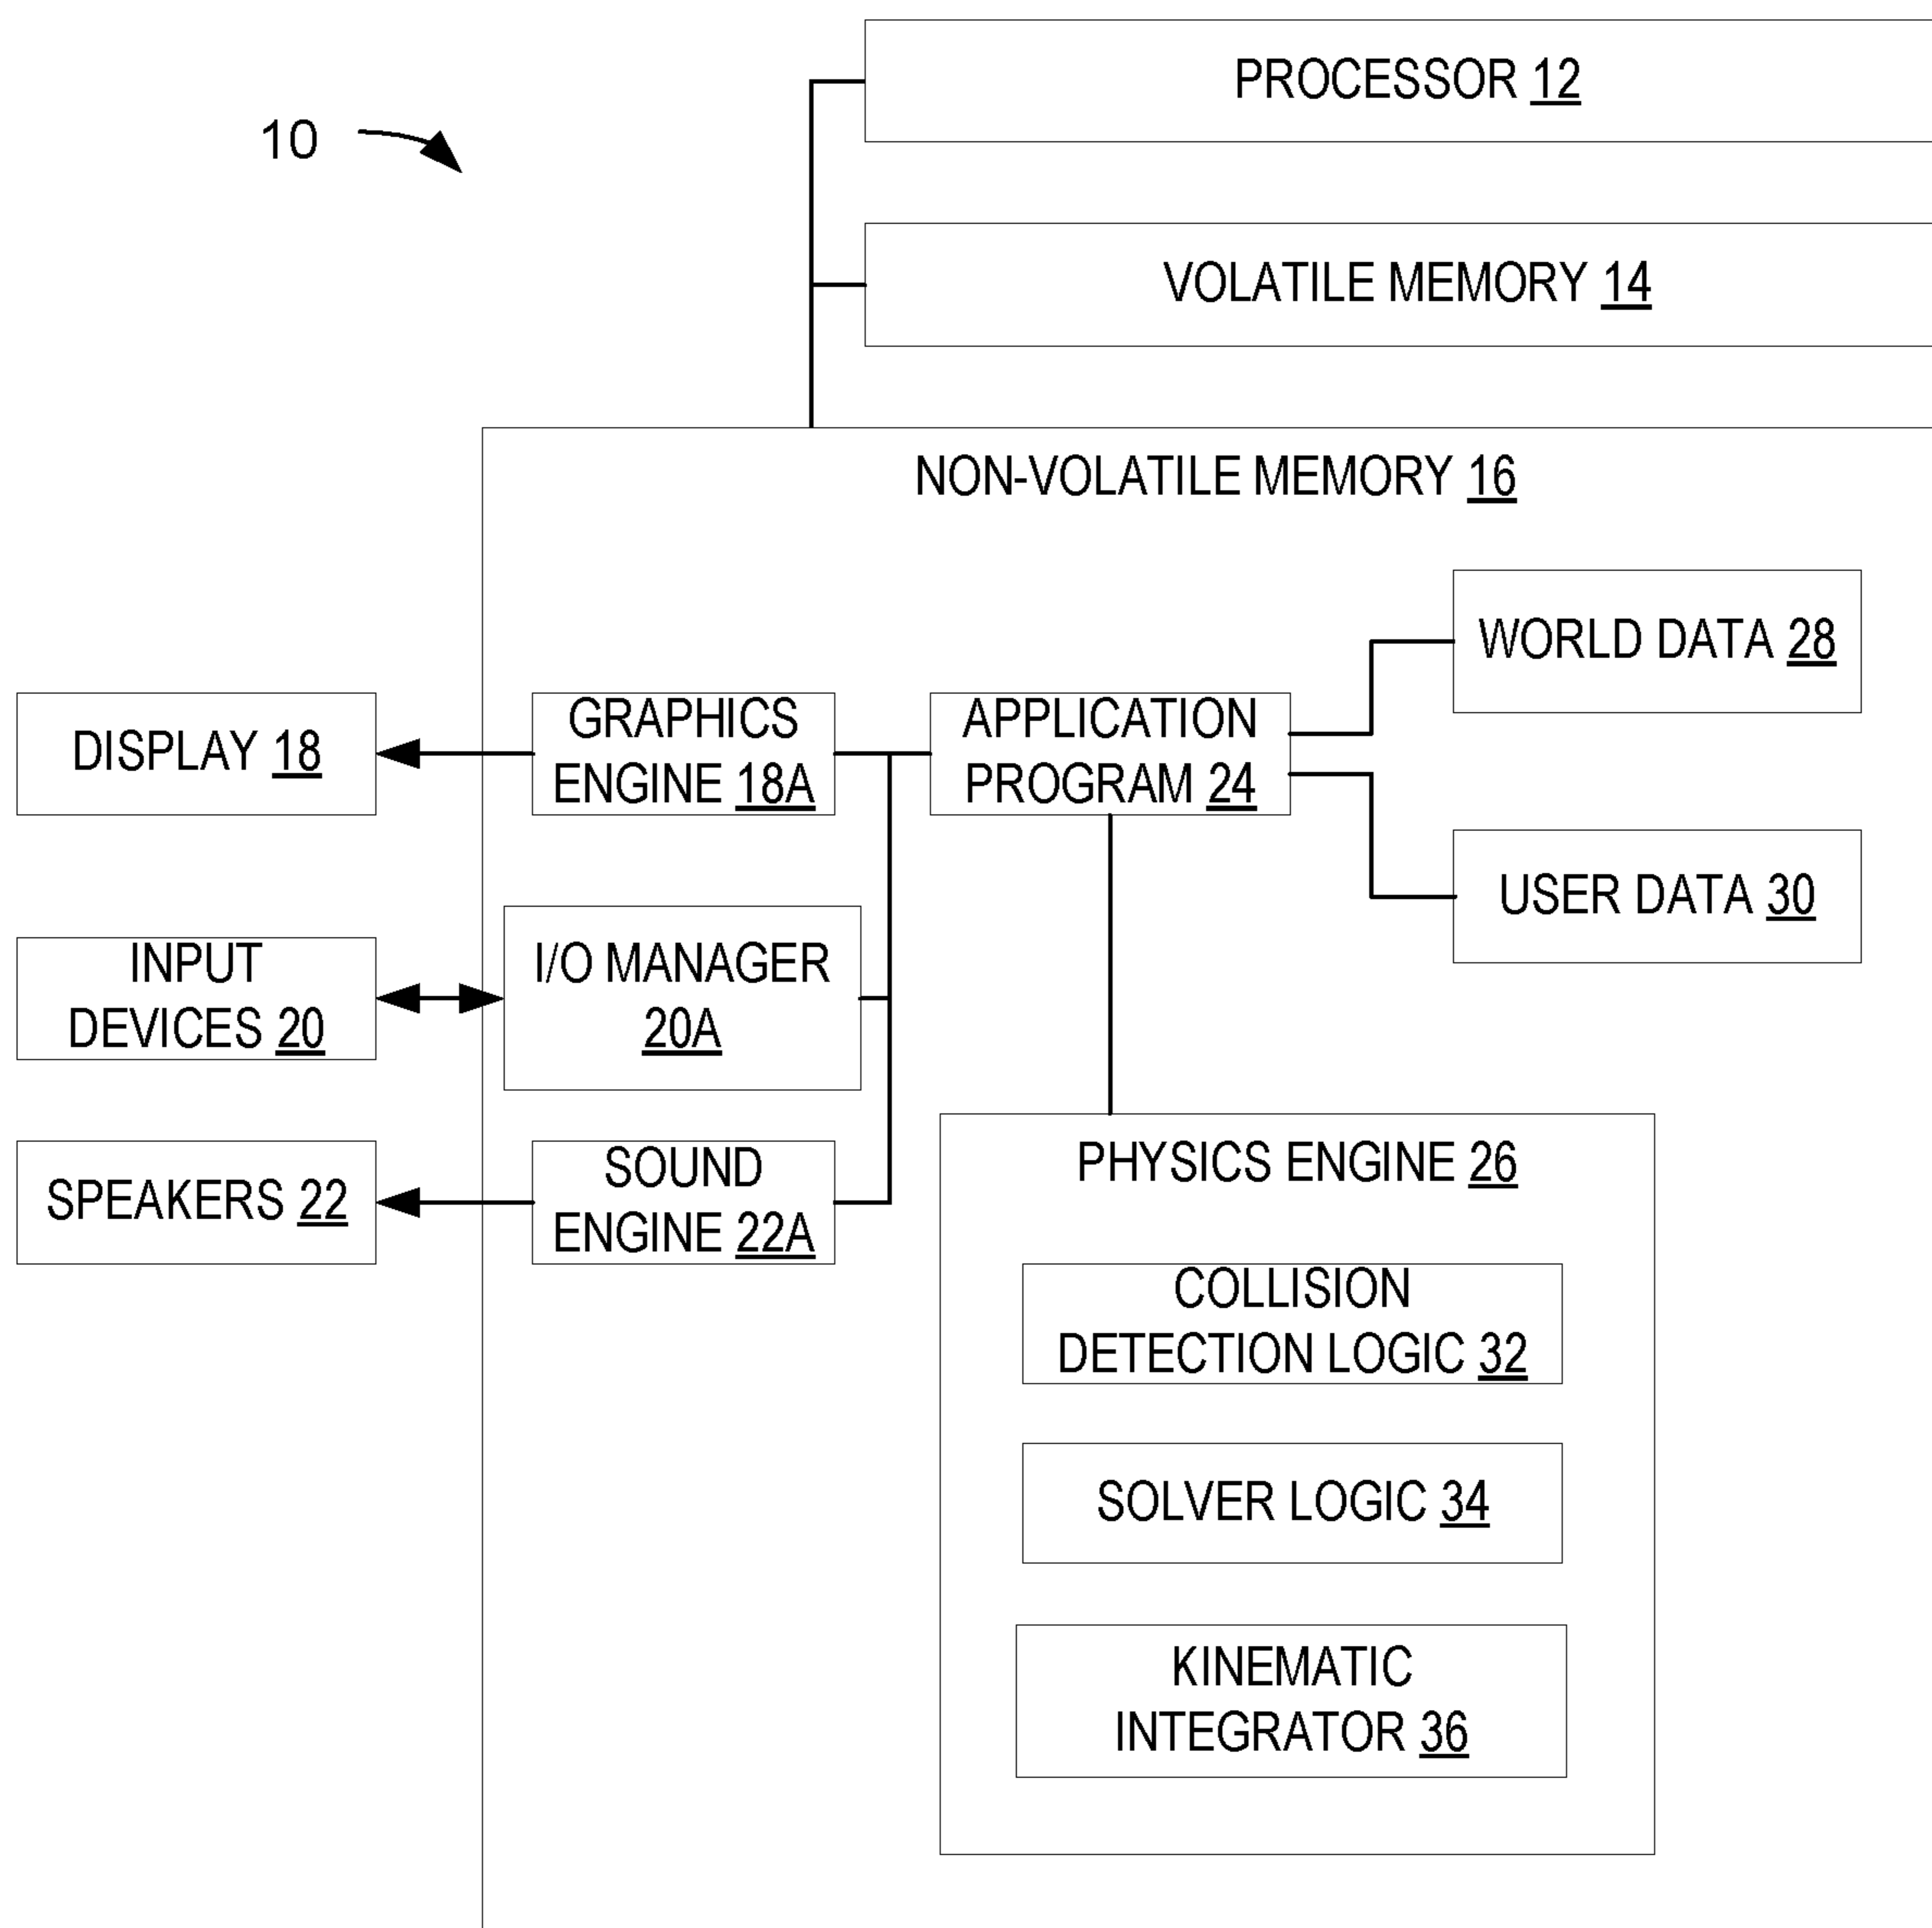 PROCESSOR 12
10
VOLATILE MEMORY 14
NON-VOLATILE MEMORY 16
WORLD DATA 28
DISPLAY 18
GRAPHICS
ENGINE 18A
APPLICATION
PROGRAM 24
USER DATA 30
INPUT
DEVICES 20
I/O MANAGER
20A
SPEAKERS 22
SOUND
ENGINE 22A
PHYSICS ENGINE 26
COLLISION
DETECTION LOGIC 32
SOLVER LOGIC 34
KINEMATIC
INTEGRATOR 36